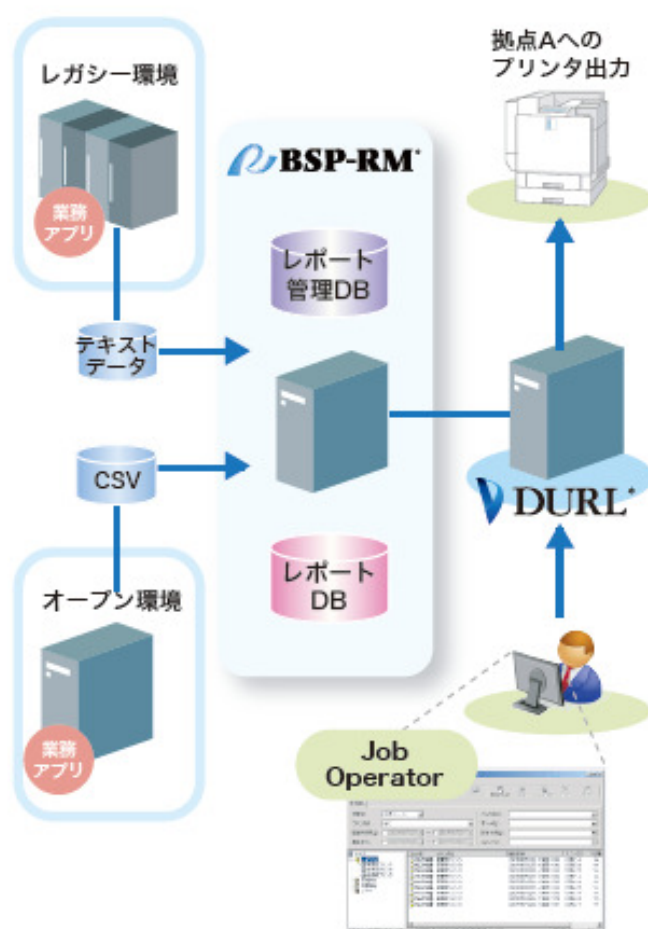 レガシー環境
業務
アプリ
テキスト
データ
CSV
オープン環境
業務
アプリ
BSP-RM
レポート
管理DB
レポート
DB
拠点Aへの
プリンタ出力
DURL
Job
Operator